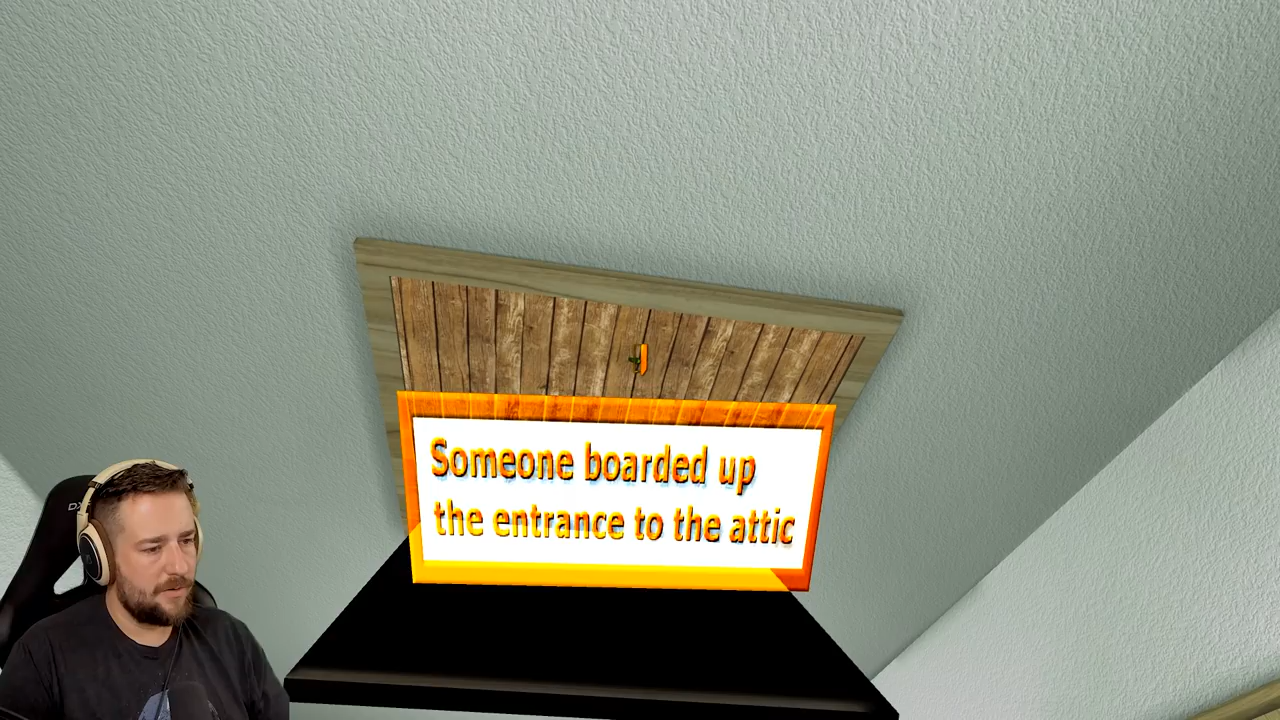 Someone boarded up
the entrance to the attic